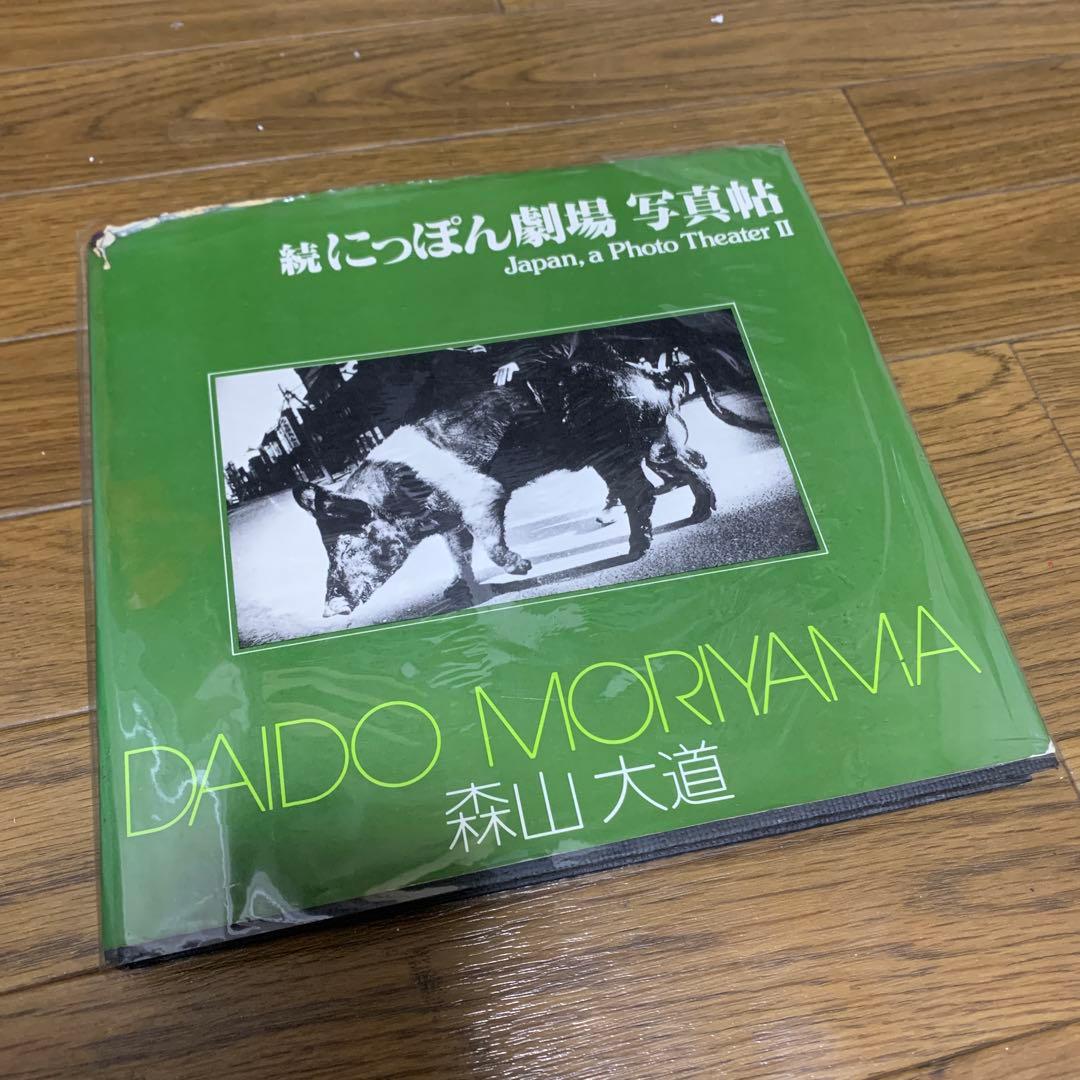 続にっぽん劇場 写真帖
Japan, a Photo Theater II
DAIDO MORIYAMA
森山 大道